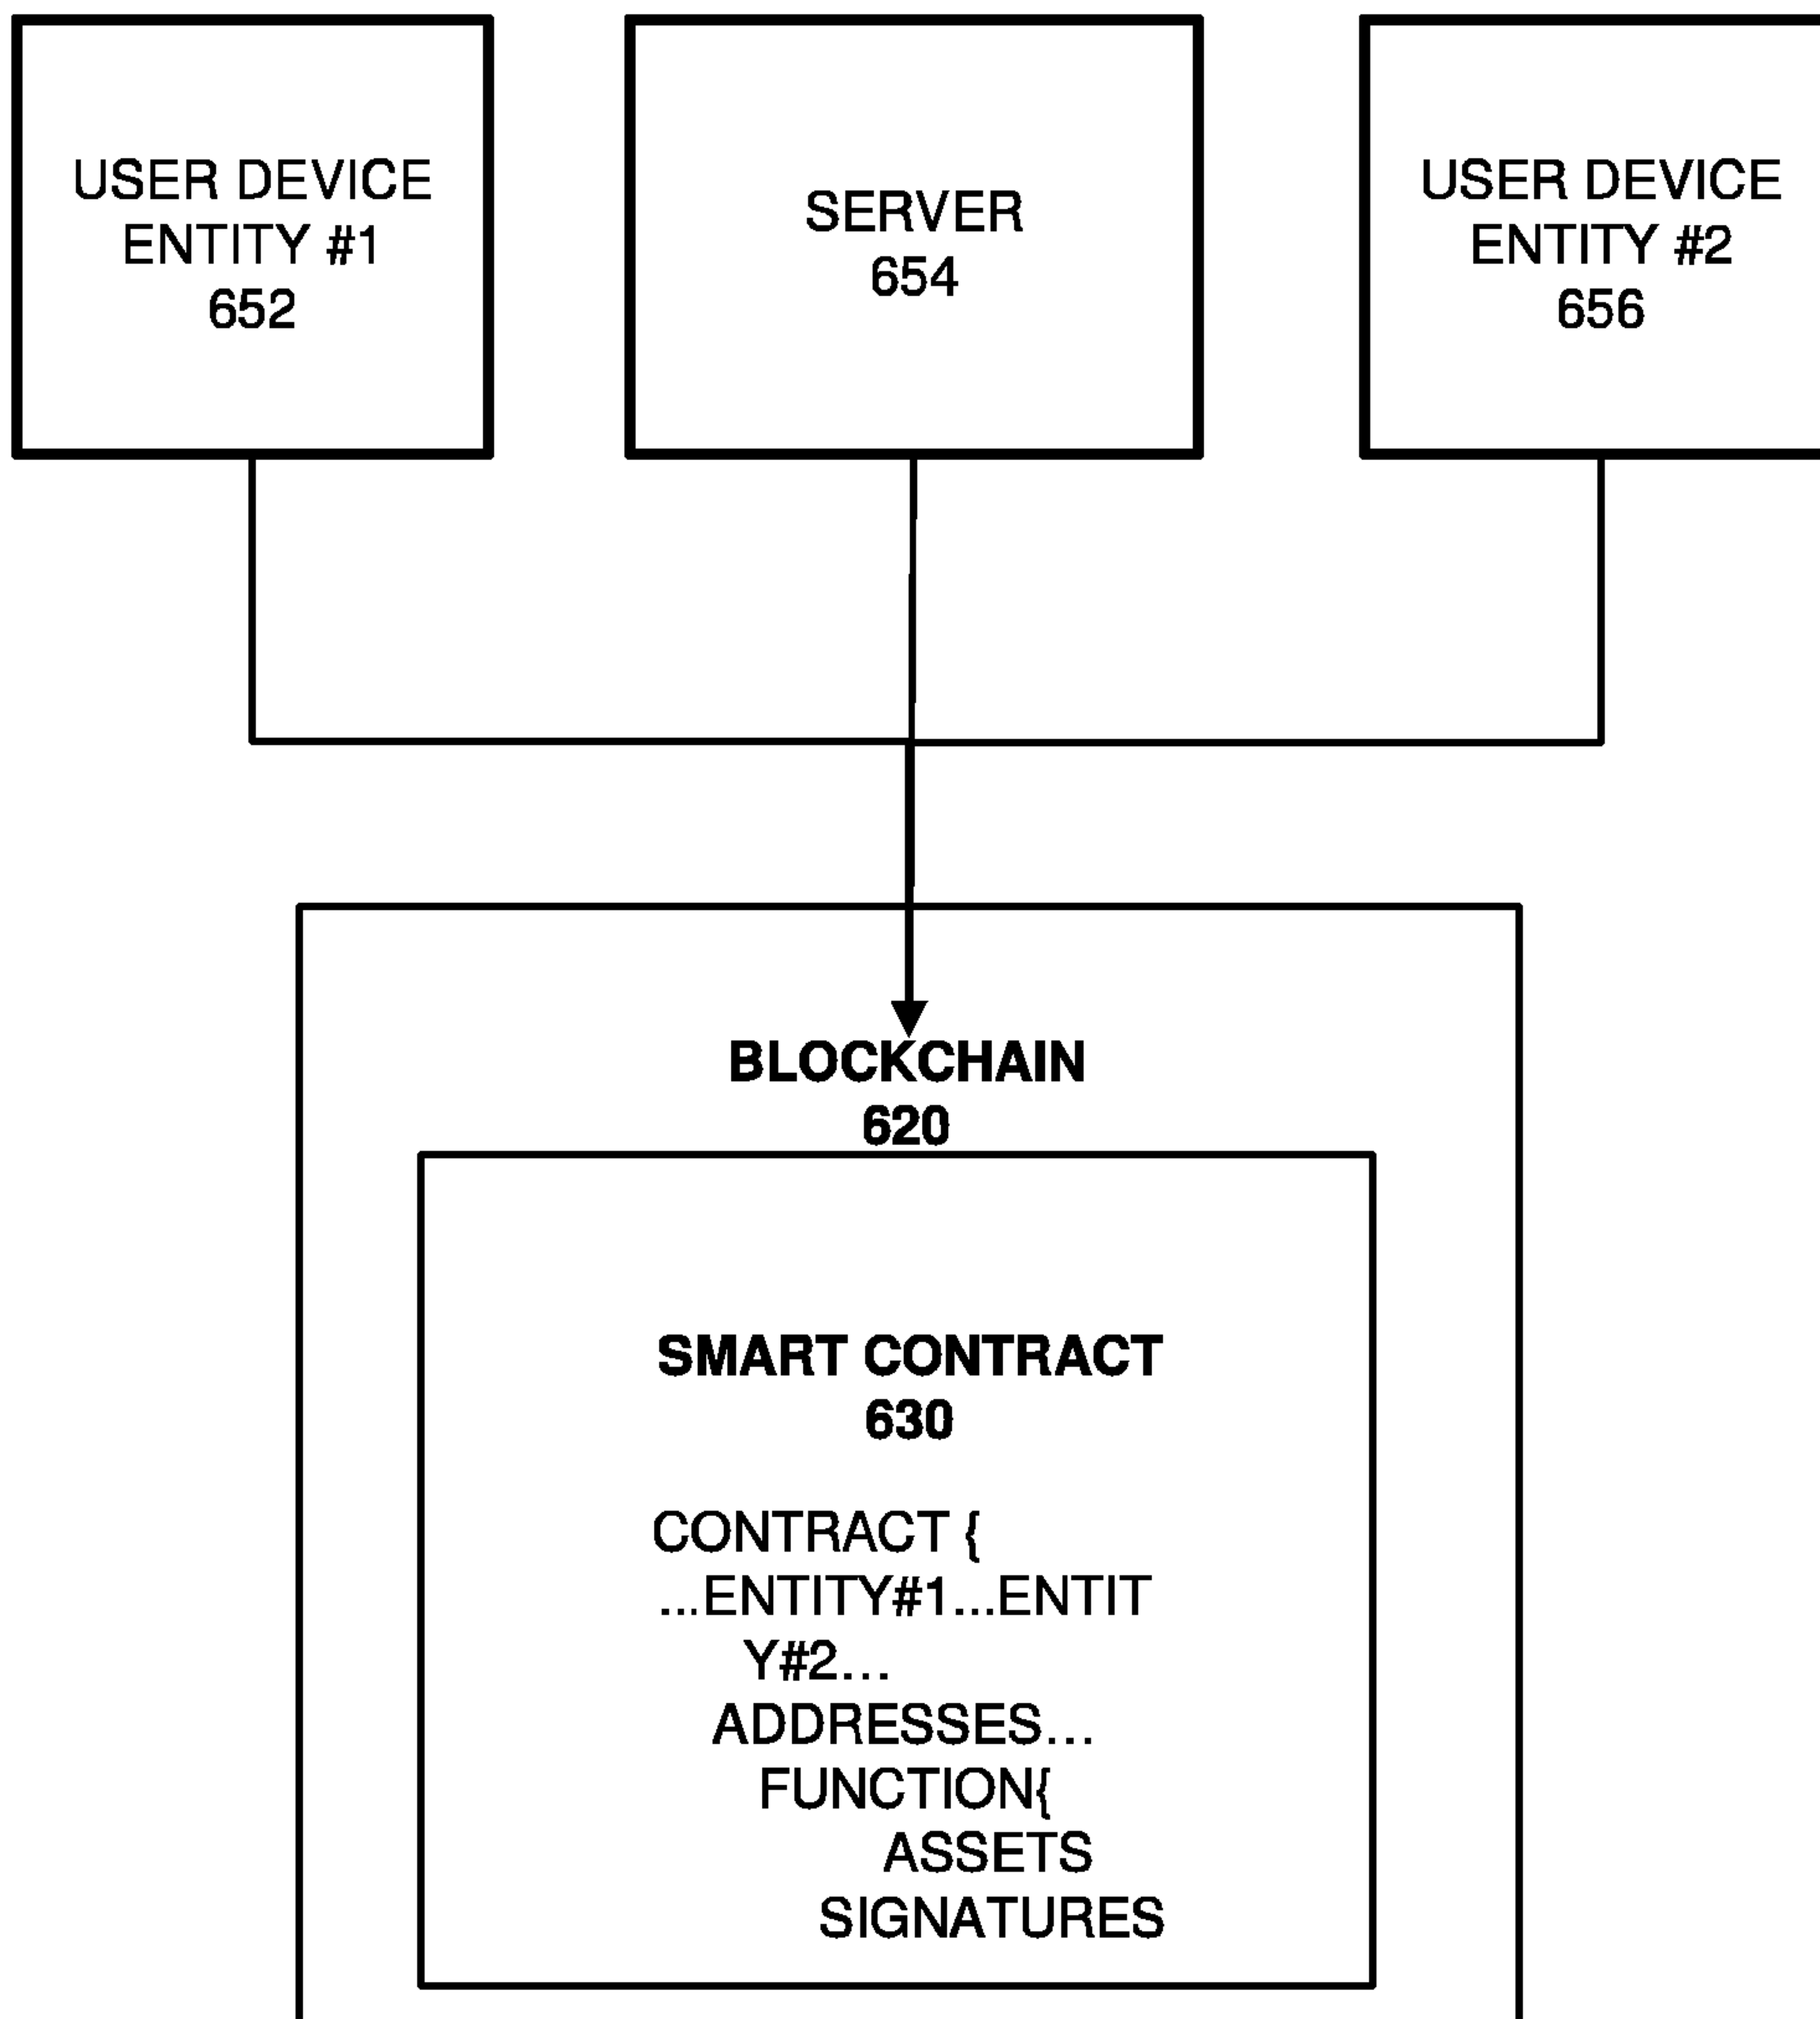 USER DEVICE
ENTITY #1
652
SERVER
654
USER DEVICE
ENTITY #2
656
BLOCKCHAIN
620
SMART CONTRACT
630
CONTRACT {
...ENTITY#1...ENTIT
Y#2...
ADDRESSES...
FUNCTION{
ASSETS
SIGNATURES